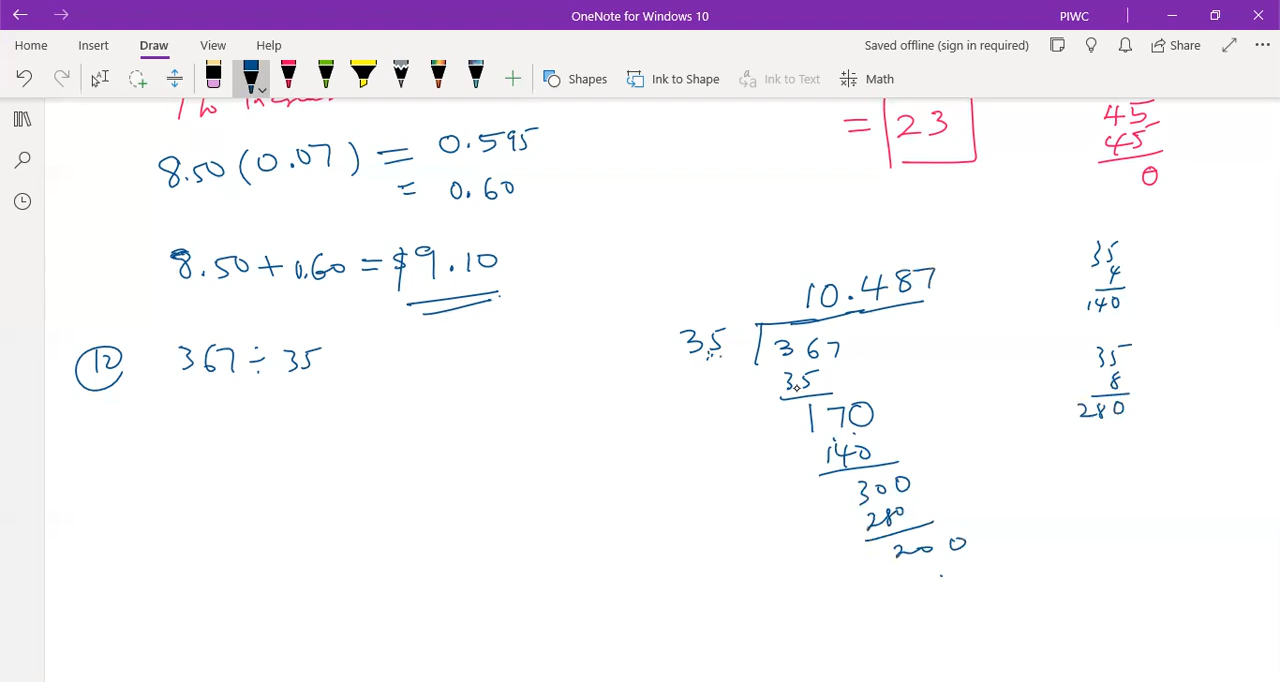 OneNote for Windows 10
PIWC
Home Insert Draw View Help
Saved offline (sign in required)
Share
Shapes
Ink to Shape
Ink to Text
Math
8.50 (0.07) = 0.595
= 0.60
8.50 + 0.60 = $9.10
= 23
45
45
0
12 367 ÷ 35
10.487
35 367
35
170
140
300
280
200
35
4
140
35
8
280